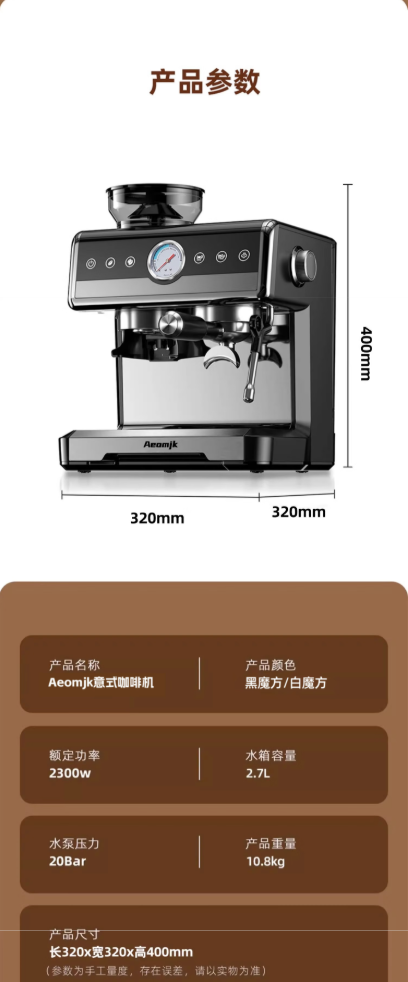 产品参数
400mm
Aeomjk
320mm
320mm
产品名称
Aeomjk意式咖啡机
产品颜色
黑魔方/白魔方
额定功率
2300w
水箱容量
2.7L
水泵压力
20Bar
产品重量
10.8kg
产品尺寸
长320x宽320x高400mm
(参数为手工量度，存在误差，请以实物为准)